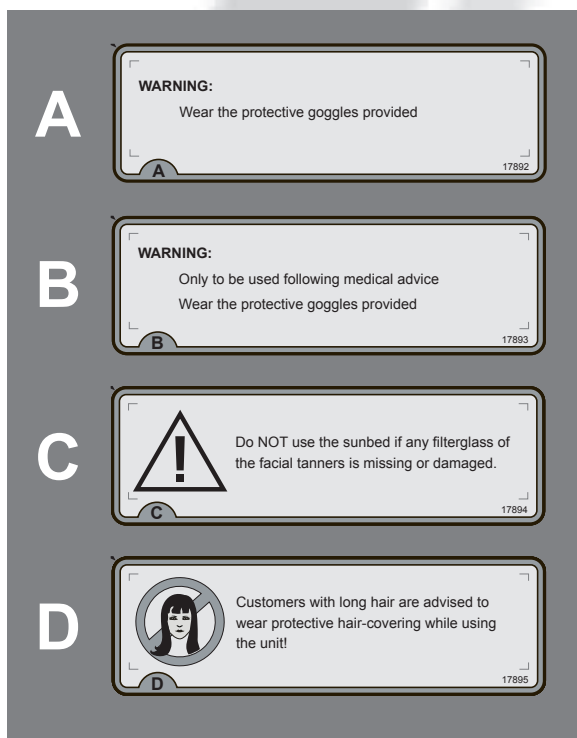 A
WARNING:
Wear the protective goggles provided
A
17892
B
WARNING:
Only to be used following medical advice
Wear the protective goggles provided
B
17893
C
Do NOT use the sunbed if any filterglass of
the facial tanners is missing or damaged.
C
17894
D
Customers with long hair are advised to
wear protective hair-covering while using
the unit!
D
17895